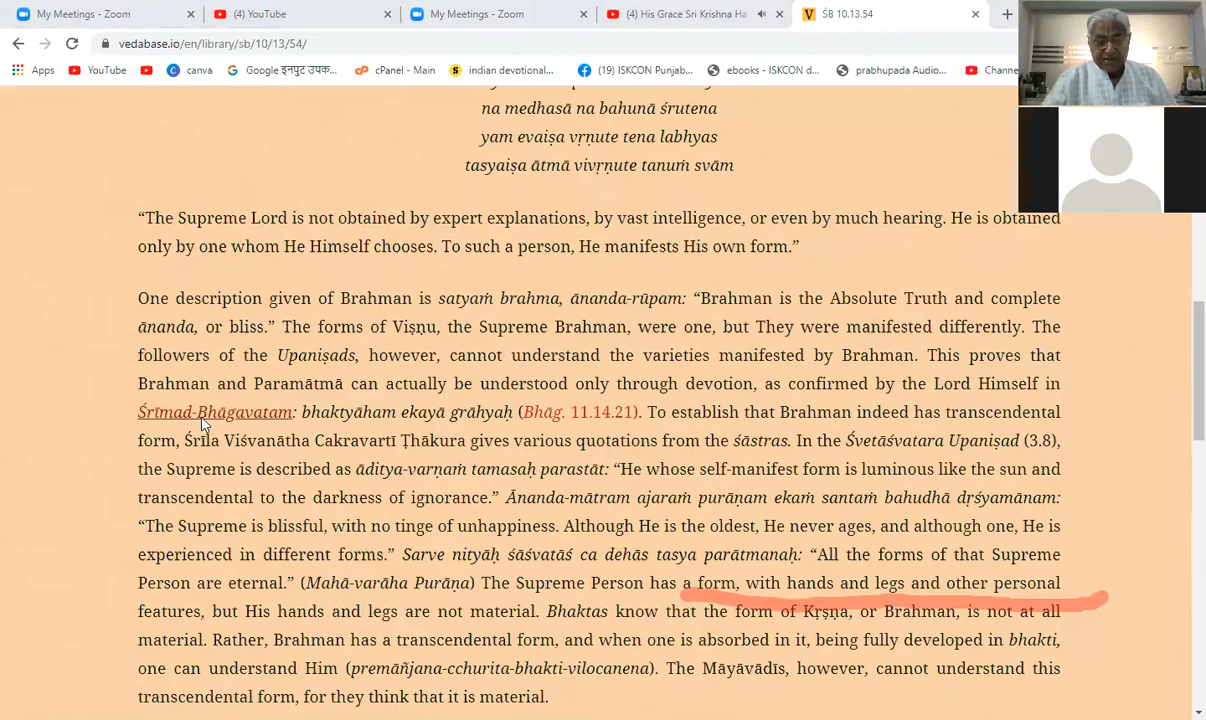 My Meetings - Zoom
(4) YouTube
My Meetings - Zoom
(4) His Grace Sri Krishna Ha
ŚB 10.13.54
vedabase.io/en/library/sb/10/13/54/
Apps
YouTube
canva
Google इनपुट उपक...
cPanel - Main
indian devotional...
(19) ISKCON Punjab...
ebooks - ISKCON d...
prabhupada Audio...
Channe
na medhasā na bahunā śrutena
yam evaiṣa vṛṇute tena labhyas
tasyaiṣa ātmā vivṛṇute tanuṁ svām
“The Supreme Lord is not obtained by expert explanations, by vast intelligence, or even by much hearing. He is obtained
only by one whom He Himself chooses. To such a person, He manifests His own form.”
One description given of Brahman is satyaṁ brahma, ānanda-rūpam: “Brahman is the Absolute Truth and complete
ānanda, or bliss.” The forms of Viṣṇu, the Supreme Brahman, were one, but They were manifested differently. The
followers of the Upaniṣads, however, cannot understand the varieties manifested by Brahman. This proves that
Brahman and Paramātmā can actually be understood only through devotion, as confirmed by the Lord Himself in
Śrīmad-Bhāgavatam: bhaktyāham ekayā grāhyaḥ (Bhāg. 11.14.21). To establish that Brahman indeed has transcendental
form, Śrīla Viśvanātha Cakravartī Ṭhākura gives various quotations from the śāstras. In the Śvetāśvatara Upaniṣad (3.8),
the Supreme is described as āditya-varṇaṁ tamasaḥ parastāt: “He whose self-manifest form is luminous like the sun and
transcendental to the darkness of ignorance.” Ānanda-mātram ajaraṁ purāṇam ekaṁ santaṁ bahudhā dṛśyamānam:
“The Supreme is blissful, with no tinge of unhappiness. Although He is the oldest, He never ages, and although one, He is
experienced in different forms.” Sarve nityāḥ śāśvatāś ca dehās tasya parātmanaḥ: “All the forms of that Supreme
Person are eternal.” (Mahā-varāha Purāṇa) The Supreme Person has a form, with hands and legs and other personal
features, but His hands and legs are not material. Bhaktas know that the form of Kṛṣṇa, or Brahman, is not at all
material. Rather, Brahman has a transcendental form, and when one is absorbed in it, being fully developed in bhakti,
one can understand Him (premāñjana-cchurita-bhakti-vilocanena). The Māyāvādīs, however, cannot understand this
transcendental form, for they think that it is material.